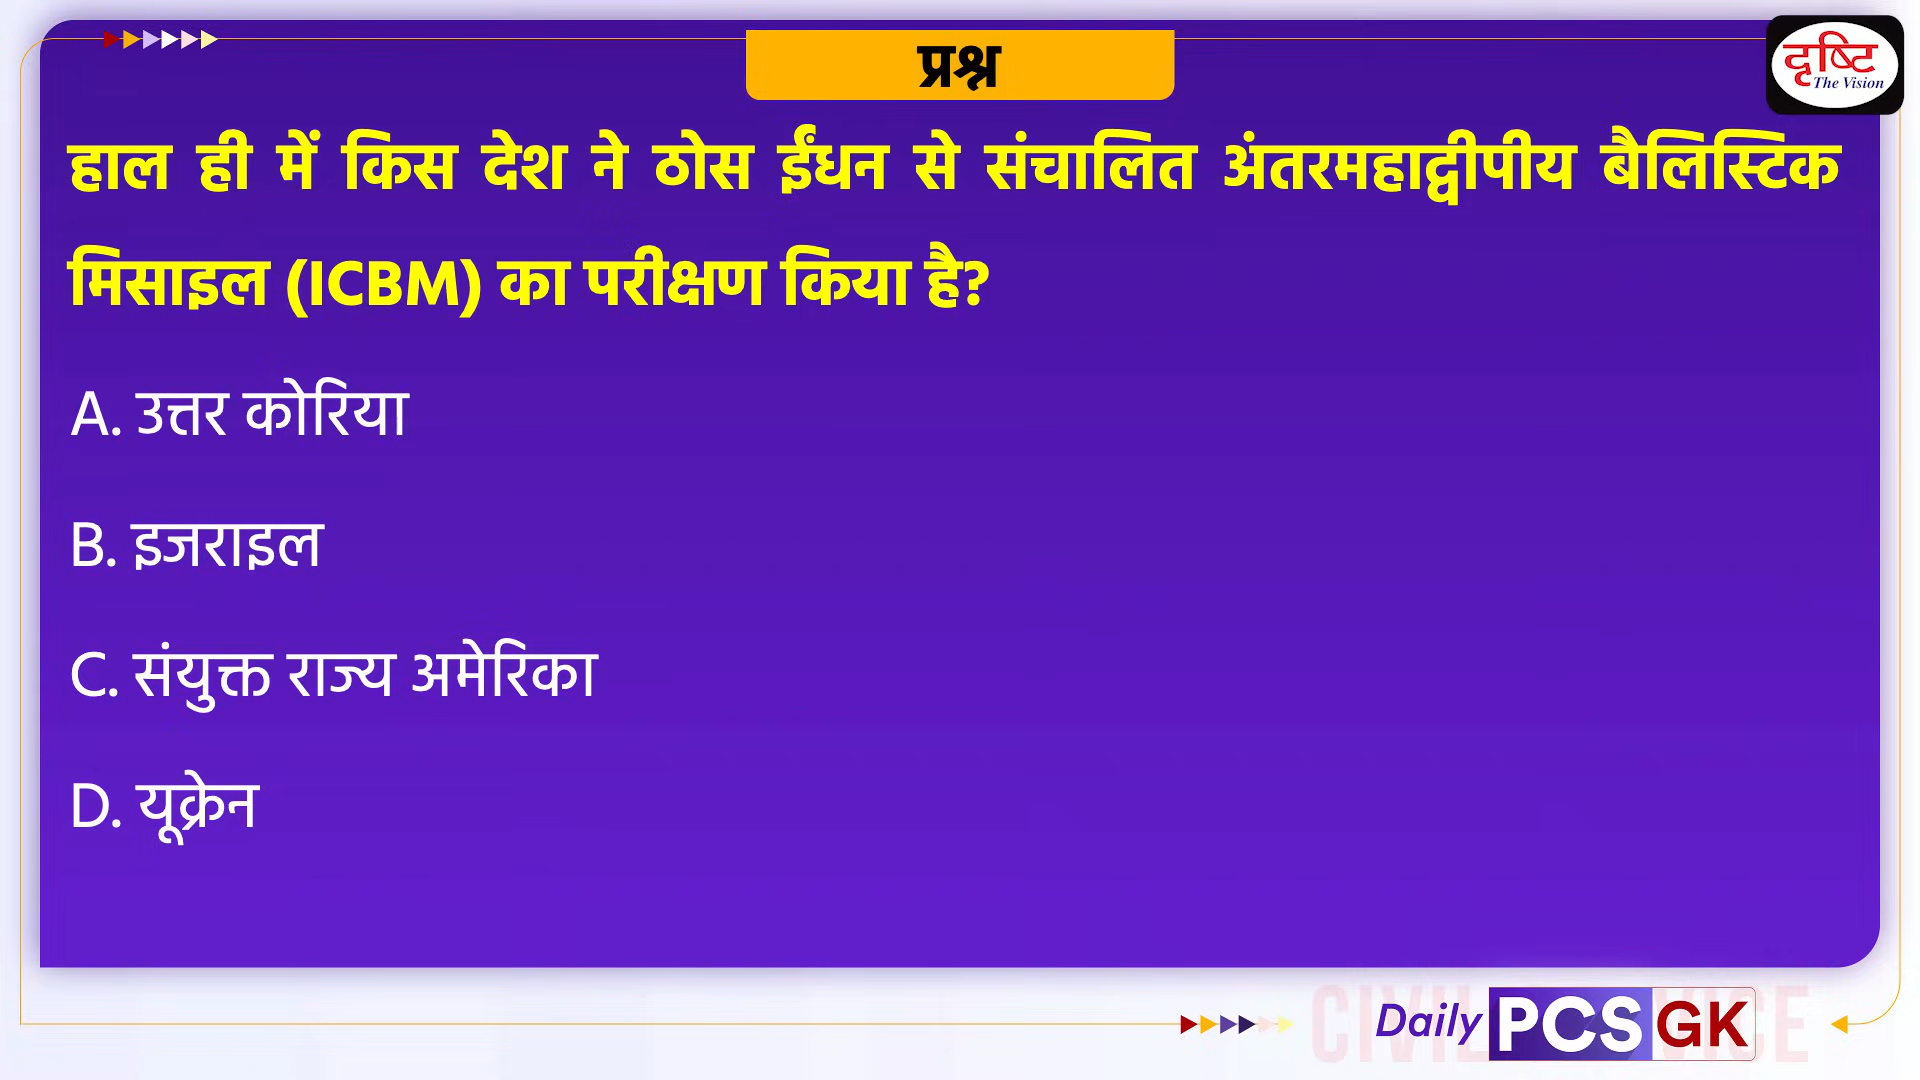 प्रश्न
दृष्टि
The Vision
हाल ही में किस देश ने ठोस ईंधन से संचालित अंतरमहाद्वीपीय बैलिस्टिक
मिसाइल (ICBM) का परीक्षण किया है?
A. उत्तर कोरिया
B. इजराइल
C. संयुक्त राज्य अमेरिका
D. यूक्रेन
Daily PCS GK